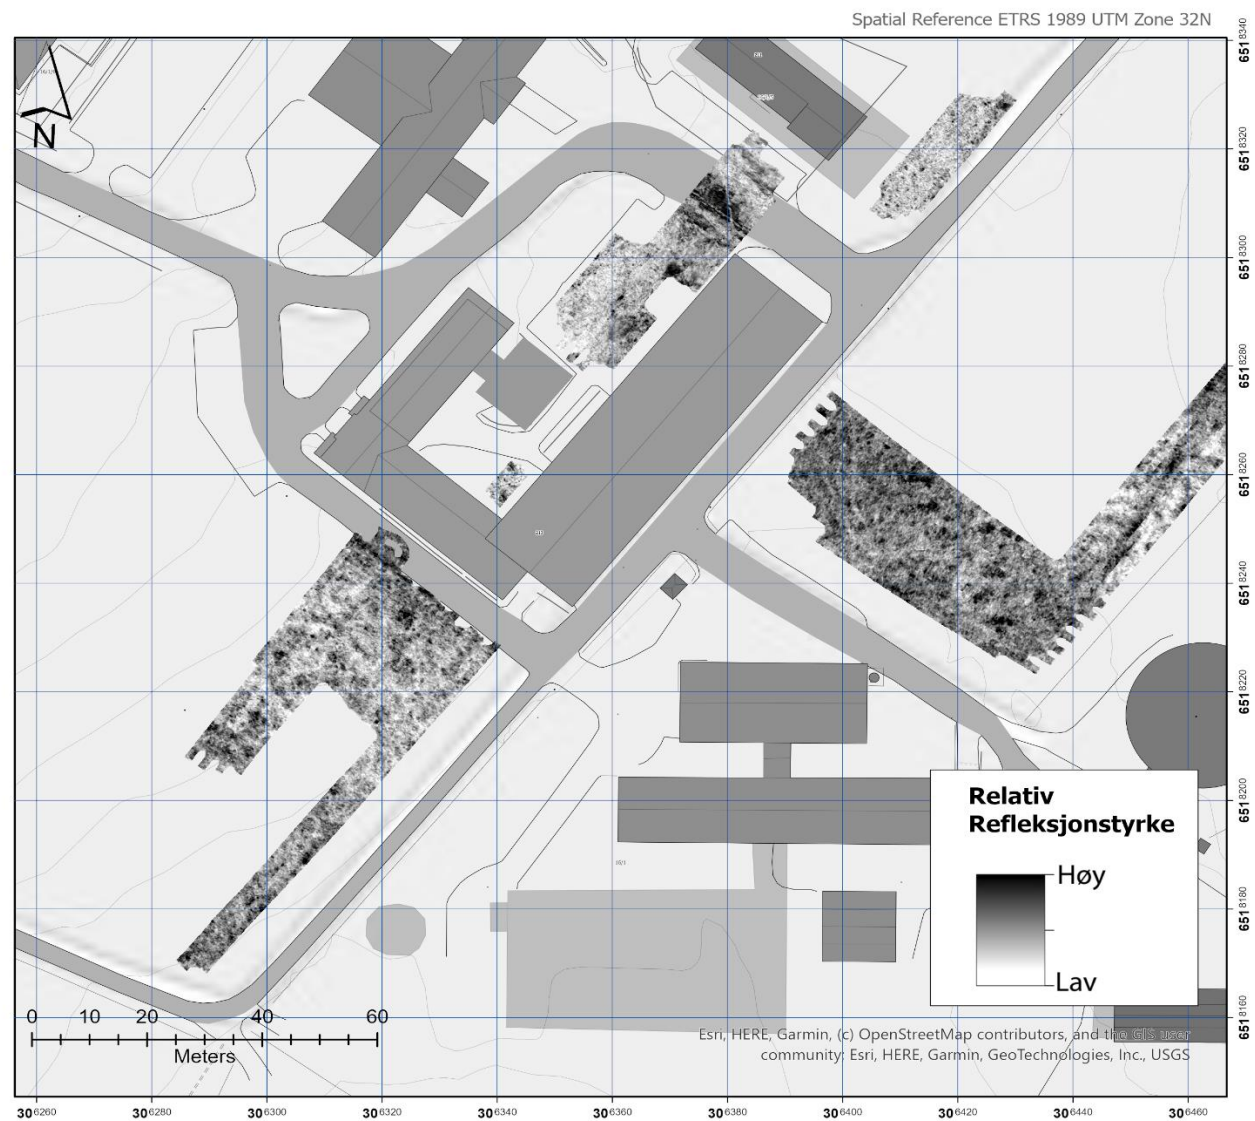 Spatial Reference ETRS 1989 UTM Zone 32N
N
6518340
6518320
6518300
6518280
6518260
6518240
6518220
6518200
6518180
6518160
Relativ
Refleksjonstyrke
Høy
Lav
0 10 20 40 60
Meters
Esri, HERE, Garmin, (c) OpenStreetMap contributors, and the GIS user
community; Esri, HERE, Garmin, GeoTechnologies, Inc., USGS
306260 306280 306300 306320 306340 306360 306380 306400 306420 306440 306460